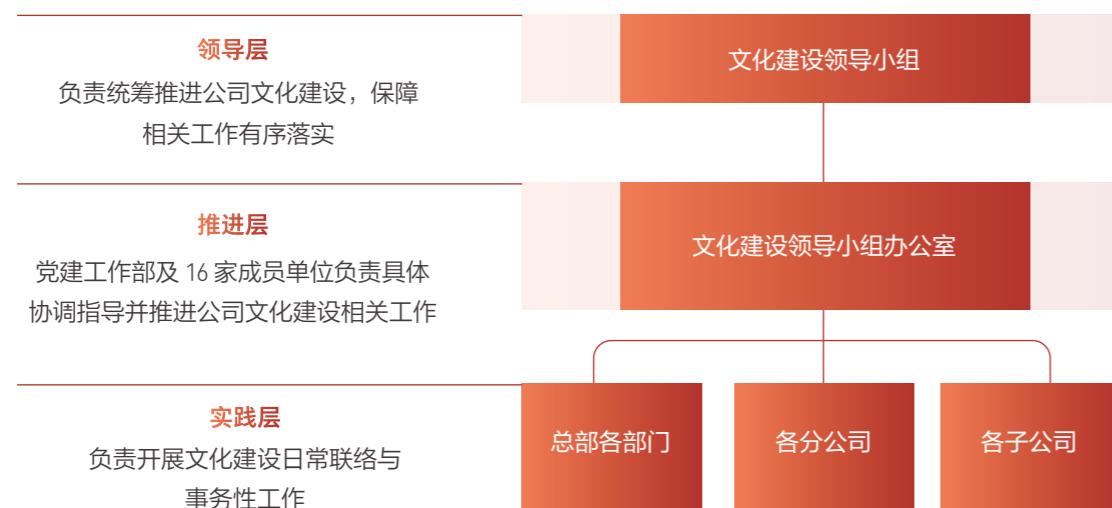 领导层
负责统筹推进公司文化建设，保障
相关工作有序落实
文化建设领导小组
推进层
党建工作部及 16 家成员单位负责具体
协调指导并推进公司文化建设相关工作
文化建设领导小组办公室
实践层
负责开展文化建设日常联络与
事务性工作
总部各部门
各分公司
各子公司